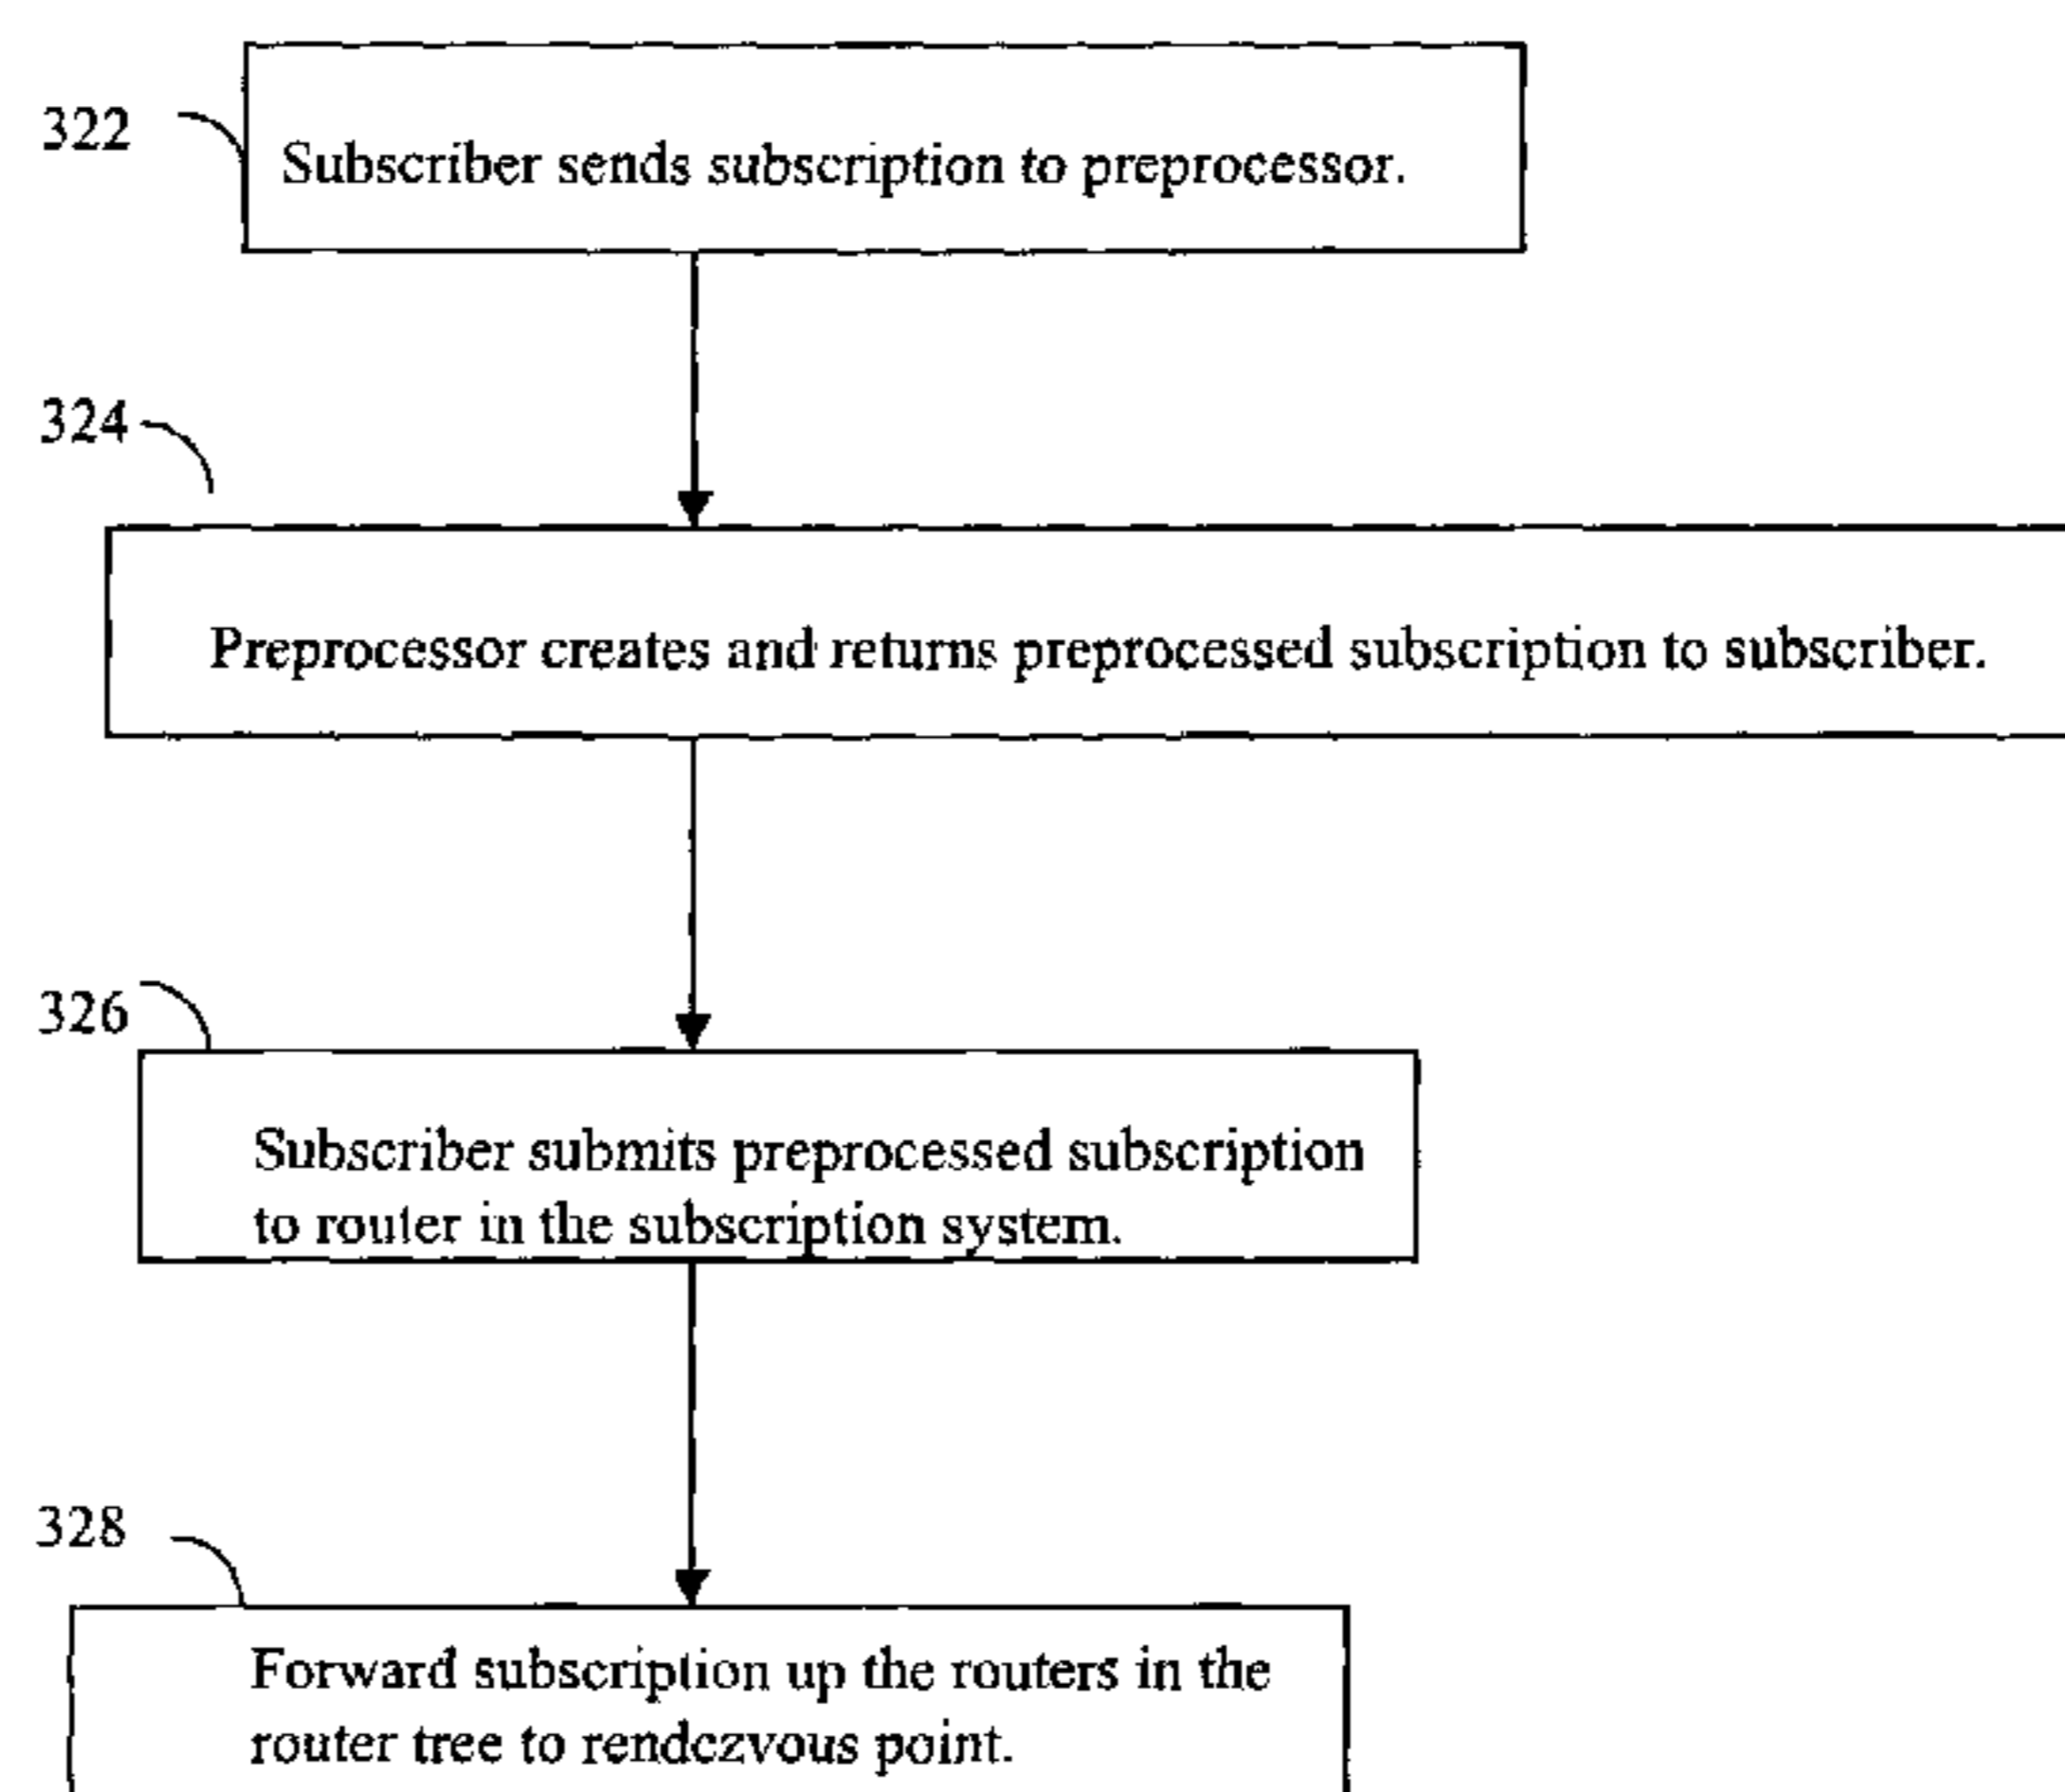 322
Subscriber sends subscription to preprocessor.
324
Preprocessor creates and returns preprocessed subscription to subscriber.
326
Subscriber submits preprocessed subscription
to router in the subscription system.
328
Forward subscription up the routers in the
router tree to rendezvous point.